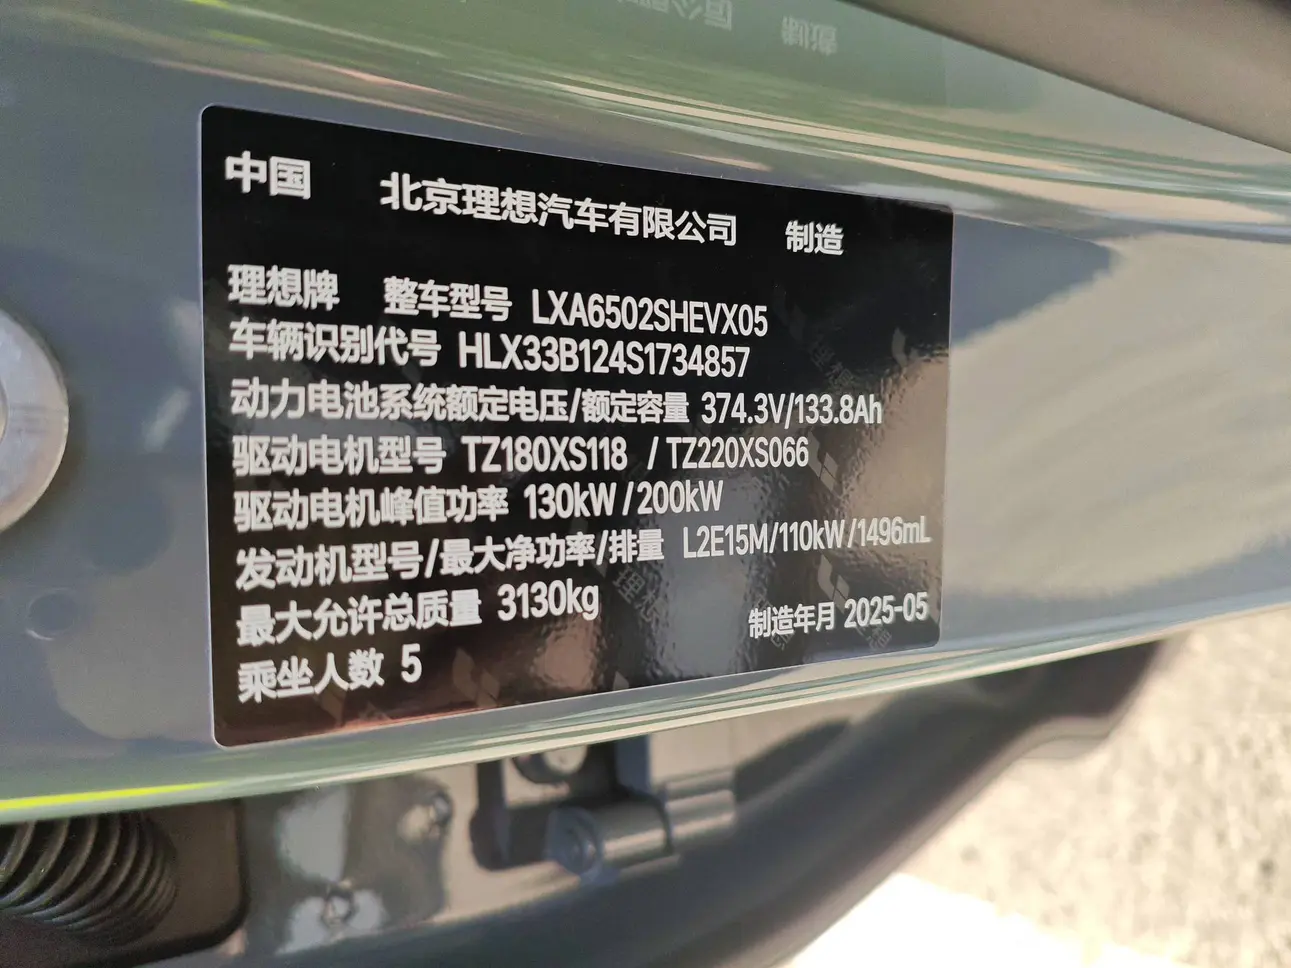 中国 北京理想汽车有限公司 制造
理想牌 整车型号 LXA6502SHEVX05
车辆识别代号 HLX33B124S1734857
动力电池系统额定电压/额定容量 374.3V/133.8Ah
驱动电机型号 TZ180XS118 / TZ220XS066
驱动电机峰值功率 130kW / 200kW
发动机型号/最大净功率/排量 L2E15M/110kW/1496mL
最大允许总质量 3130kg
制造年月 2025-05
乘坐人数 5